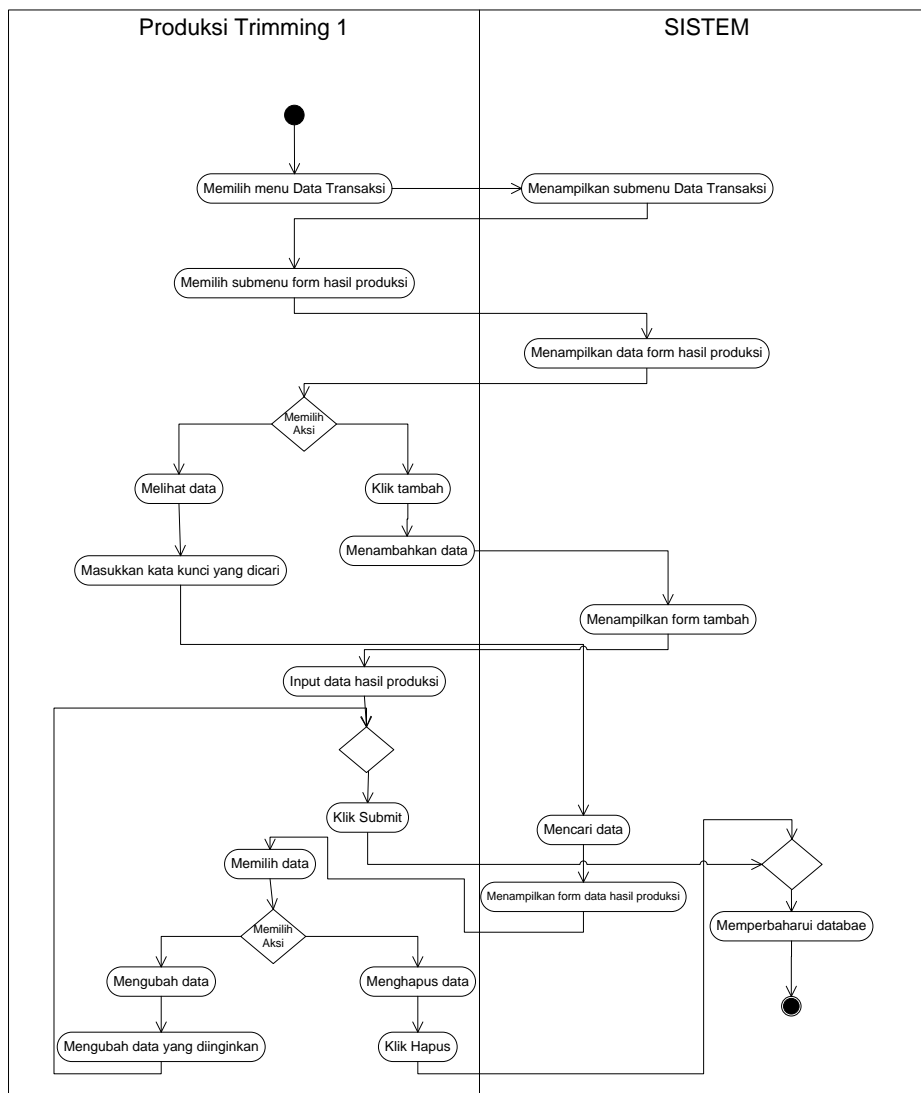 Produksi Trimming 1
SISTEM
Memilih menu Data Transaksi
Menampilkan submenu Data Transaksi
Memilih submenu form hasil produksi
Menampilkan data form hasil produksi
Memilih
Aksi
Melihat data
Klik tambah
Menambahkan data
Masukkan kata kunci yang dicari
Menampilkan form tambah
Input data hasil produksi
Klik Submit
Mencari data
Memilih data
Menampilkan form data hasil produksi
Memilih
Aksi
Memperbaharui databae
Mengubah data
Menghapus data
Mengubah data yang diinginkan
Klik Hapus